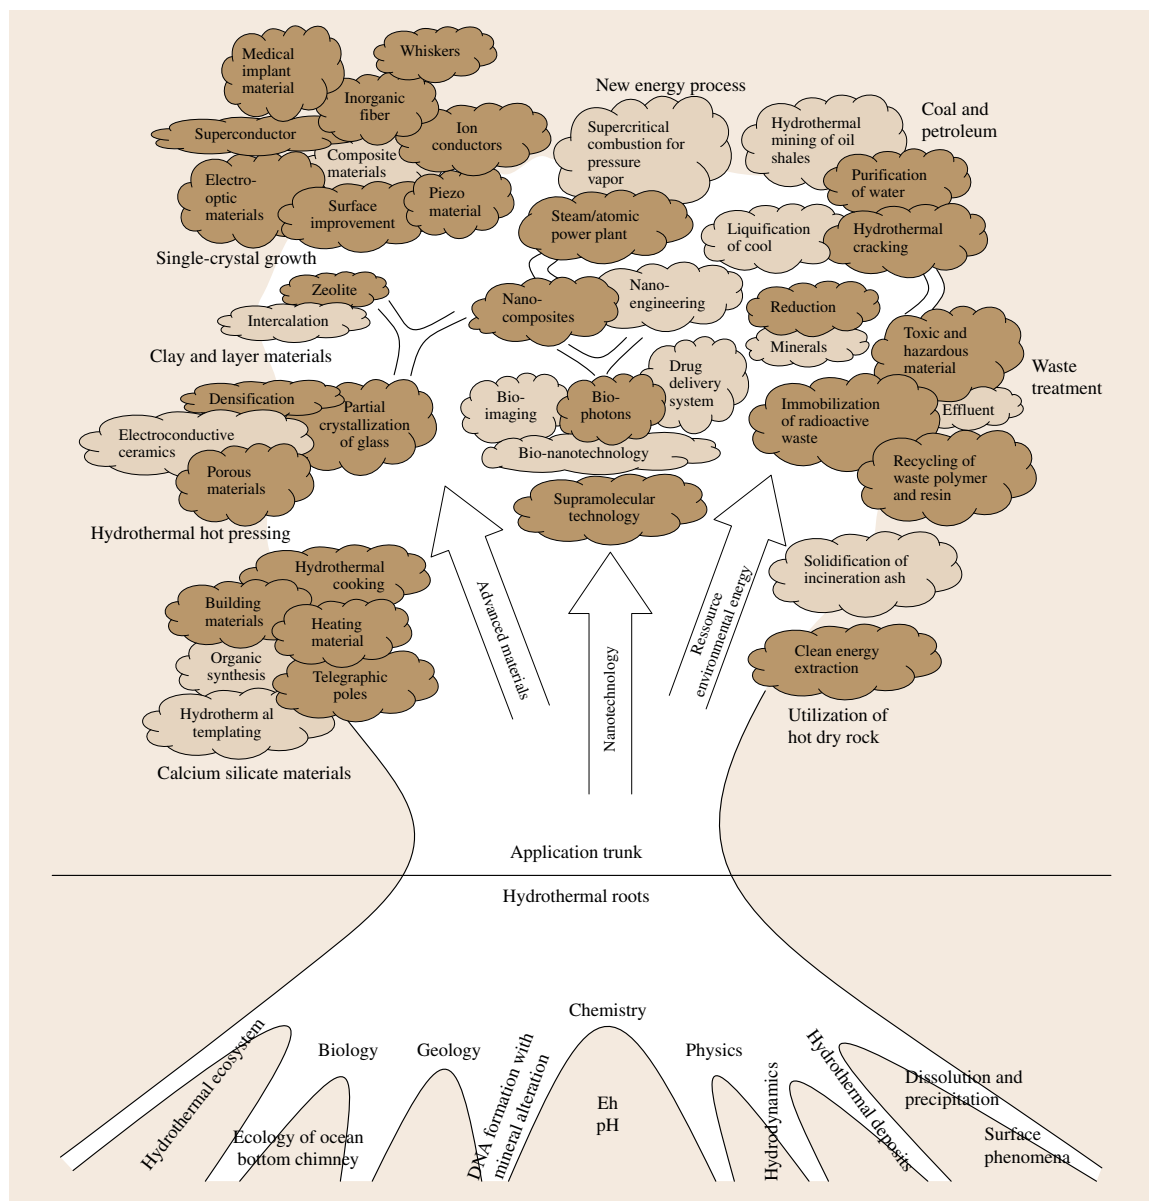 Medical
implant
material
Whiskers
Inorganic
fiber
Superconductor
Ion
conductors
Composite
materials
Electro-
optic
materials
Surface
improvement
Piezo
material
Single-crystal growth
New energy process
Supercritical
combustion for
pressure
vapor
Steam/atomic
power plant
Hydrothermal
mining of oil
shales
Coal and
petroleum
Purification
of water
Liquification
of cool
Hydrothermal
cracking
Zeolite
Intercalation
Clay and layer materials
Nano-
composites
Nano-
engineering
Reduction
Minerals
Toxic and
hazardous
material
Waste
treatment
Effluent
Densification
Partial
crystallization
of glass
Electroconductive
ceramics
Porous
materials
Hydrothermal hot pressing
Bio-
imaging
Bio-
photons
Drug
delivery
system
Bio-nanotechnology
Supramolecular
technology
Immobilization
of radioactive
waste
Recycling of
waste polymer
and resin
Solidification of
incineration ash
Clean energy
extraction
Utilization of
hot dry rock
Hydrothermal
cooking
Building
materials
Heating
material
Organic
synthesis
Telegraphic
poles
Hydrotherm al
templating
Calcium silicate materials
Advanced materials
Nanotechnology
Ressource
environmental energy
Application trunk
Hydrothermal roots
Chemistry
Hydrothermal ecosystem
Biology
Geology
DNA formation with
mineral alteration
Physics
Hydrodynamics
Hydrothermal deposits
Dissolution and
precipitation
Eh
pH
Ecology of ocean
bottom chimney
Surface
phenomena